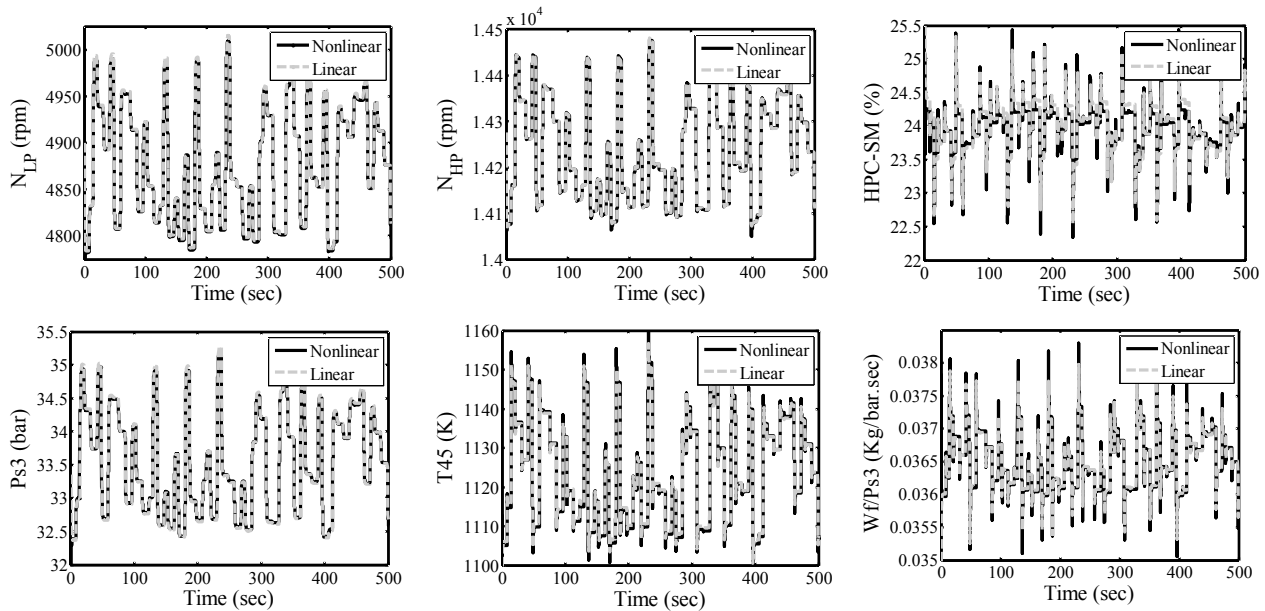 N_LP (rpm)
5000
4950
4900
4850
4800
0 100 200 300 400 500
Time (sec)
Nonlinear
Linear
x 10^4
N_HP (rpm)
1.45
1.44
1.43
1.42
1.41
1.4
0 100 200 300 400 500
Time (sec)
Nonlinear
Linear
HPC-SM (%)
25.5
25
24.5
24
23.5
23
22.5
22
0 100 200 300 400 500
Time (sec)
Nonlinear
Linear
Ps3 (bar)
35.5
35
34.5
34
33.5
33
32.5
32
0 100 200 300 400 500
Time (sec)
Nonlinear
Linear
T45 (K)
1160
1150
1140
1130
1120
1110
1100
0 100 200 300 400 500
Time (sec)
Nonlinear
Linear
Wf/Ps3 (Kg/bar.sec)
0.038
0.0375
0.037
0.0365
0.036
0.0355
0.035
0 100 200 300 400 500
Time (sec)
Nonlinear
Linear